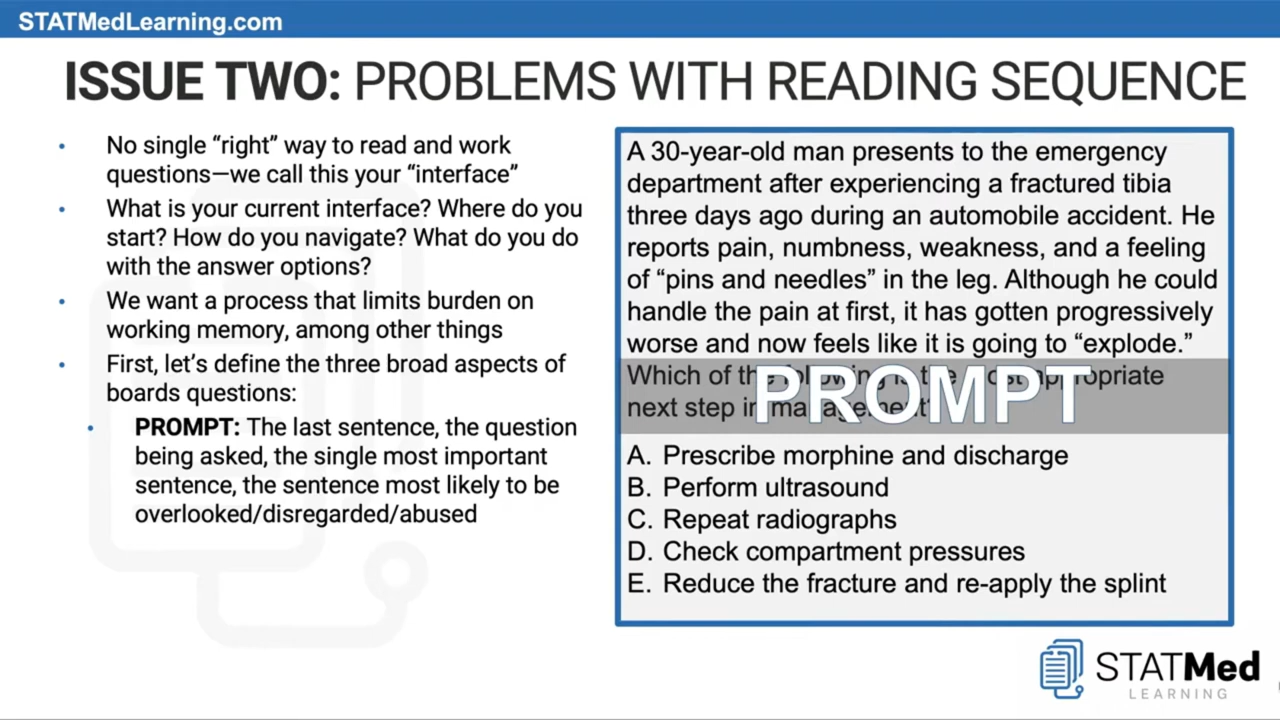 STATMedLearning.com
ISSUE TWO: PROBLEMS WITH READING SEQUENCE
• No single “right” way to read and work
questions—we call this your “interface”
• What is your current interface? Where do you
start? How do you navigate? What do you do
with the answer options?
• We want a process that limits burden on
working memory, among other things
• First, let’s define the three broad aspects of
boards questions:
• PROMPT: The last sentence, the question
being asked, the single most important
sentence, the sentence most likely to be
overlooked/disregarded/abused
A 30-year-old man presents to the emergency
department after experiencing a fractured tibia
three days ago during an automobile accident. He
reports pain, numbness, weakness, and a feeling
of “pins and needles” in the leg. Although he could
handle the pain at first, it has gotten progressively
worse and now feels like it is going to “explode.”
Which of the following is the most appropriate
next step in management?
PROMPT
A. Prescribe morphine and discharge
B. Perform ultrasound
C. Repeat radiographs
D. Check compartment pressures
E. Reduce the fracture and re-apply the splint
STATMed
LEARNING